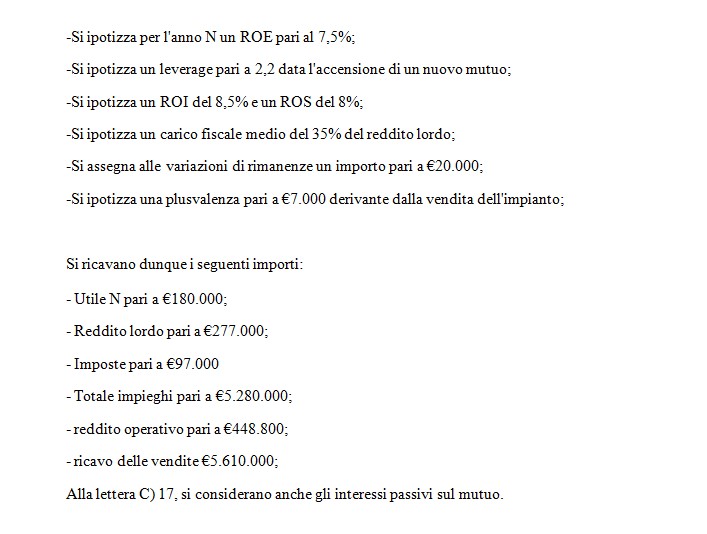 -Si ipotizza per l'anno N un ROE pari al 7,5%;
-Si ipotizza un leverage pari a 2,2 data l'accensione di un nuovo mutuo;
-Si ipotizza un ROI del 8,5% e un ROS del 8%;
-Si ipotizza un carico fiscale medio del 35% del reddito lordo;
-Si assegna alle variazioni di rimanenze un importo pari a €20.000;
-Si ipotizza una plusvalenza pari a €7.000 derivante dalla vendita dell'impianto;
Si ricavano dunque i seguenti importi:
- Utile N pari a €180.000;
- Reddito lordo pari a €277.000;
- Imposte pari a €97.000
- Totale impieghi pari a €5.280.000;
- reddito operativo pari a €448.800;
- ricavo delle vendite €5.610.000;
Alla lettera C) 17, si considerano anche gli interessi passivi sul mutuo.